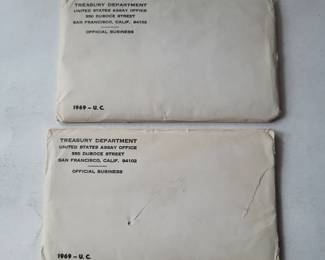 TREASURY DEPARTMENT
UNITED STATES ASSAY OFFICE
350 DUBOCE STREET
SAN FRANCISCO, CALIF. 94102
OFFICIAL BUSINESS
1969 – U. C.
TREASURY DEPARTMENT
UNITED STATES ASSAY OFFICE
350 DUBOCE STREET
SAN FRANCISCO, CALIF. 94102
OFFICIAL BUSINESS
1969 – U. C.